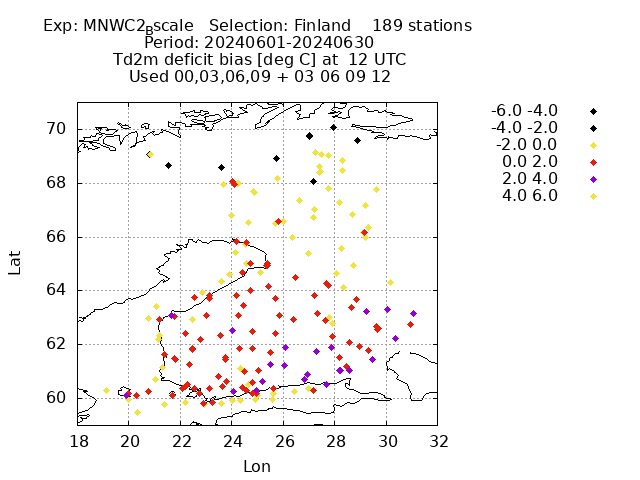 Exp: MNWC2_Bscale Selection: Finland 189 stations
Period: 20240601-20240630
Td2m deficit bias [deg C] at 12 UTC
Used 00,03,06,09 + 03 06 09 12
-6.0 -4.0
-4.0 -2.0
-2.0 0.0
0.0 2.0
2.0 4.0
4.0 6.0
70
68
66
64
62
60
18 20 22 24 26 28 30 32
Lat
Lon